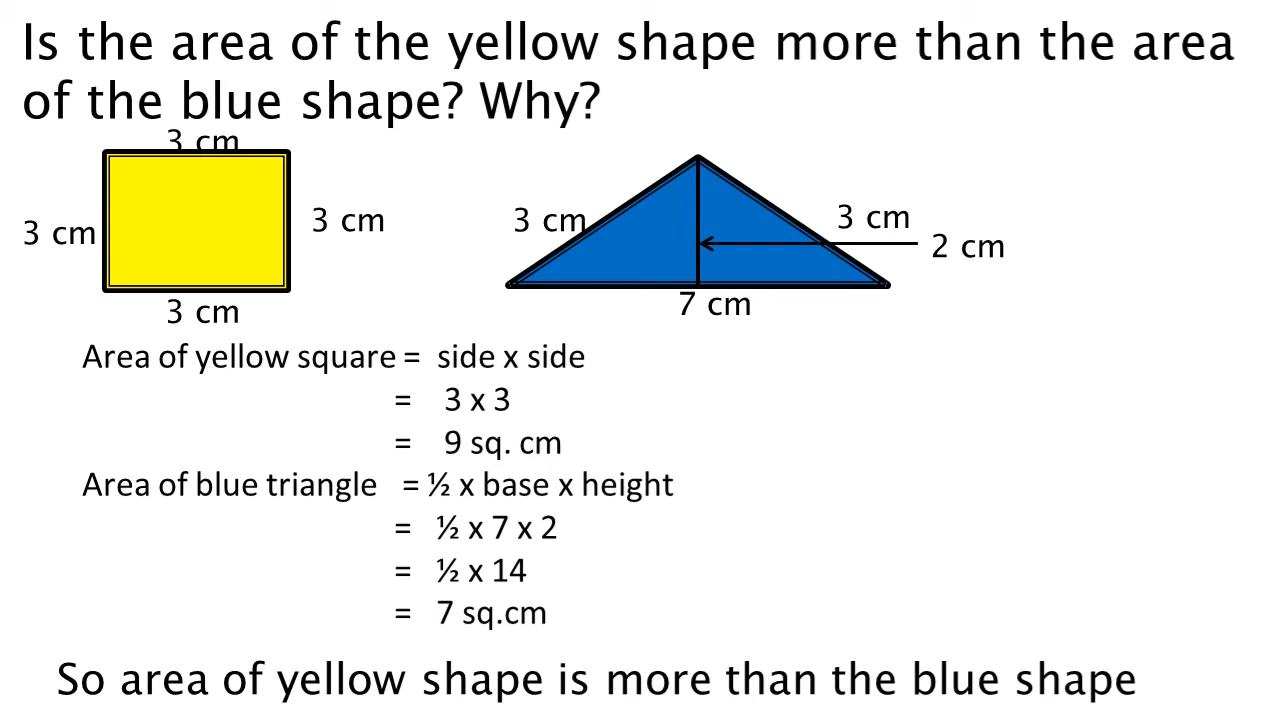 Is the area of the yellow shape more than the area
of the blue shape? Why?
3 cm
3 cm
3 cm
3 cm
3 cm
3 cm
2 cm
7 cm
Area of yellow square = side x side
= 3 x 3
= 9 sq. cm
Area of blue triangle = ½ x base x height
= ½ x 7 x 2
= ½ x 14
= 7 sq.cm
So area of yellow shape is more than the blue shape